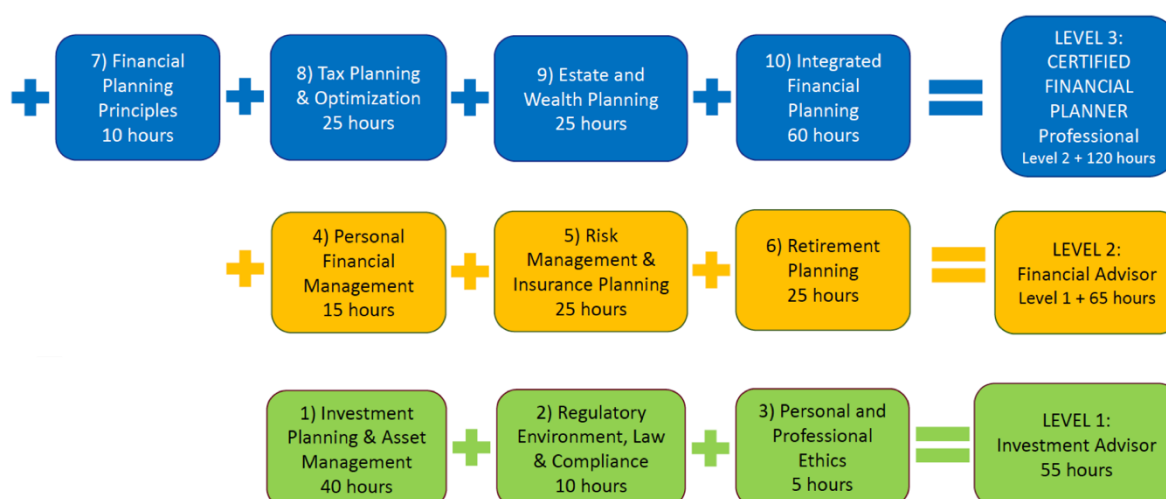 7) Financial
Planning
Principles
10 hours
8) Tax Planning
& Optimization
25 hours
9) Estate and
Wealth Planning
25 hours
10) Integrated
Financial
Planning
60 hours
LEVEL 3:
CERTIFIED
FINANCIAL
PLANNER
Professional
Level 2 + 120 hours
4) Personal
Financial
Management
15 hours
5) Risk
Management &
Insurance Planning
25 hours
6) Retirement
Planning
25 hours
LEVEL 2:
Financial Advisor
Level 1 + 65 hours
1) Investment
Planning & Asset
Management
40 hours
2) Regulatory
Environment, Law
& Compliance
10 hours
3) Personal and
Professional
Ethics
5 hours
LEVEL 1:
Investment Advisor
55 hours